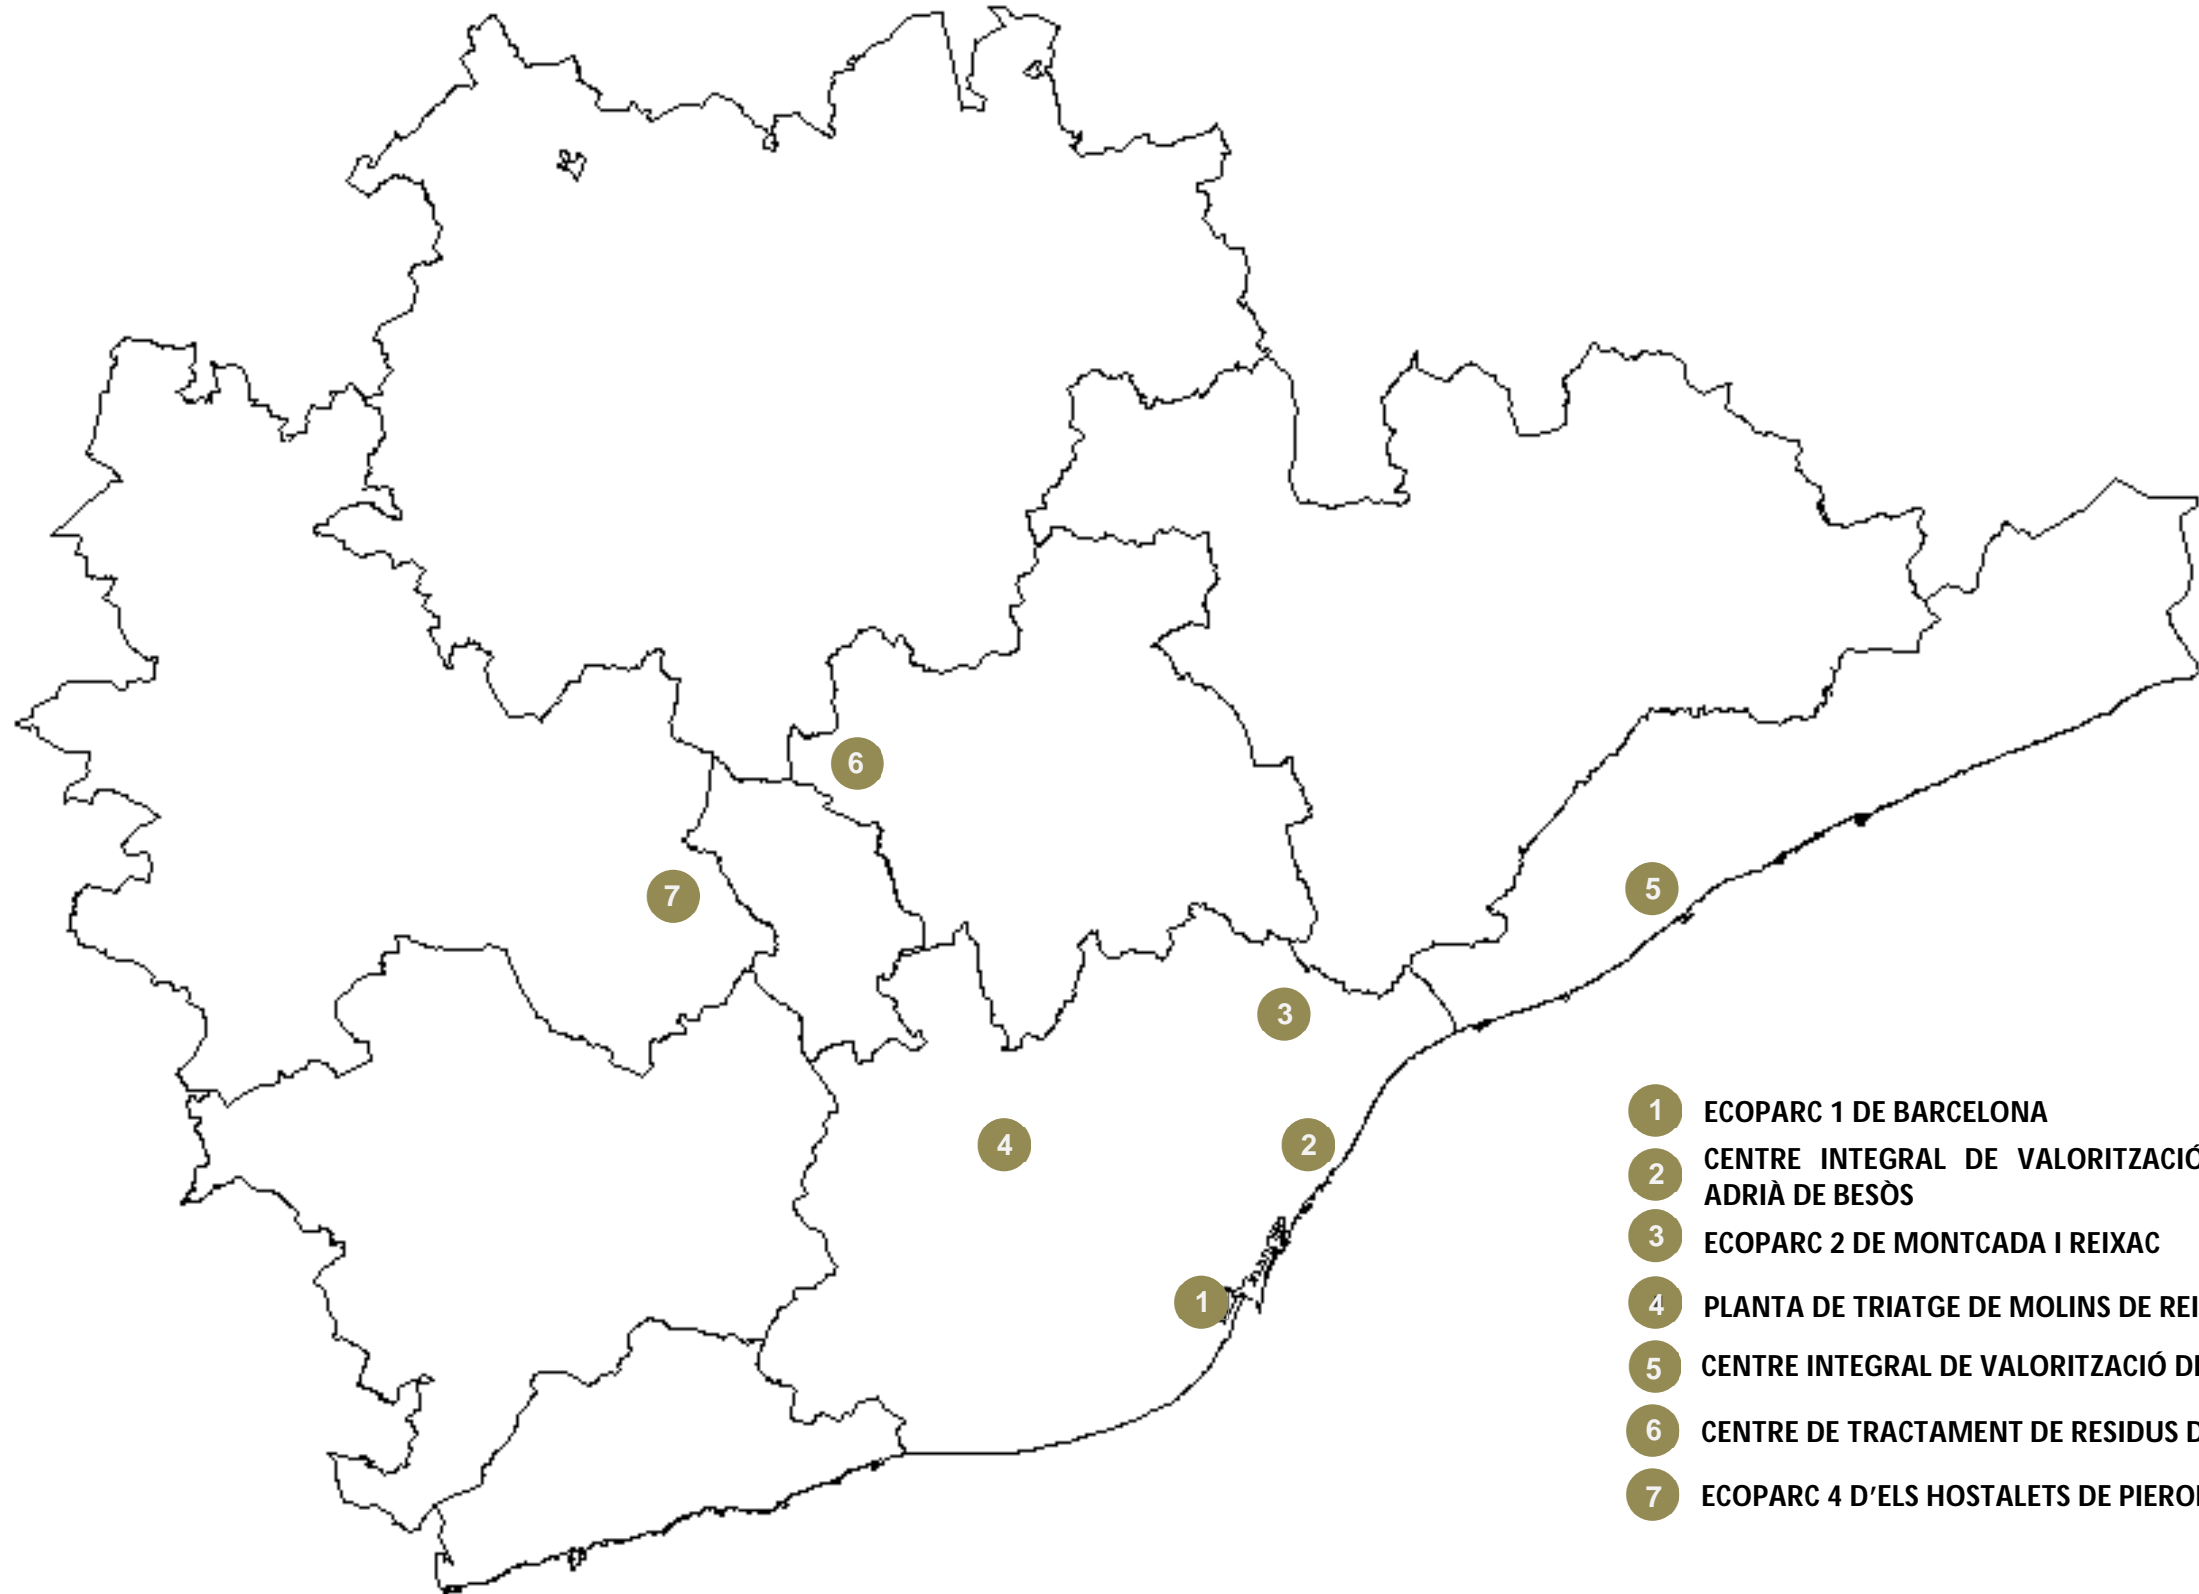 6
7
5
3
4
2
1
1 ECOPARC 1 DE BARCELONA
2 CENTRE INTEGRAL DE VALORITZACIÓ
ADRIÀ DE BESÒS
3 ECOPARC 2 DE MONTCADA I REIXAC
4 PLANTA DE TRIATGE DE MOLINS DE REI
5 CENTRE INTEGRAL DE VALORITZACIÓ
6 CENTRE DE TRACTAMENT DE RESIDUS
7 ECOPARC 4 D'ELS HOSTALETS DE